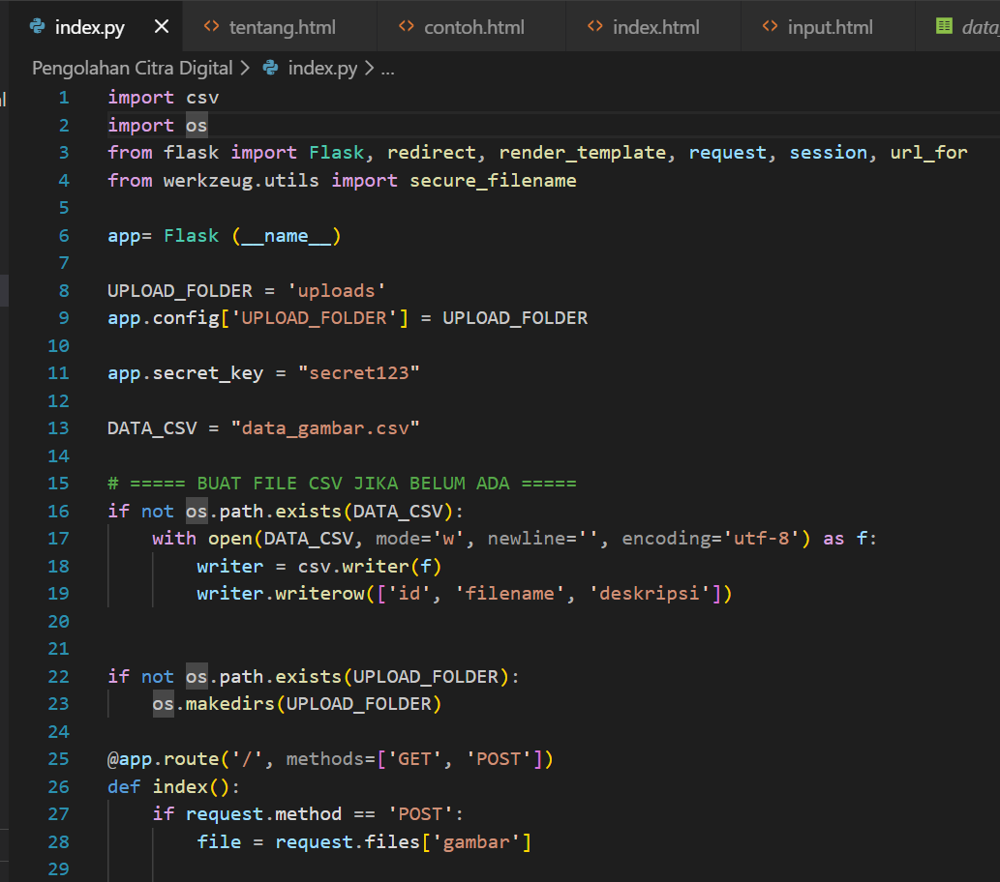 index.py
tentang.html
contoh.html
index.html
input.html
Pengolahan Citra Digital > index.py > ...
1 import csv
2 import os
3 from flask import Flask, redirect, render_template, request, session, url_for
4 from werkzeug.utils import secure_filename
5
6 app= Flask (__name__)
7
8 UPLOAD_FOLDER = 'uploads'
9 app.config['UPLOAD_FOLDER'] = UPLOAD_FOLDER
10
11 app.secret_key = "secret123"
12
13 DATA_CSV = "data_gambar.csv"
14
15 # ===== BUAT FILE CSV JIKA BELUM ADA =====
16 if not os.path.exists(DATA_CSV):
17     with open(DATA_CSV, mode='w', newline='', encoding='utf-8') as f:
18         writer = csv.writer(f)
19         writer.writerow(['id', 'filename', 'deskripsi'])
20
21
22 if not os.path.exists(UPLOAD_FOLDER):
23     os.makedirs(UPLOAD_FOLDER)
24
25 @app.route('/', methods=['GET', 'POST'])
26 def index():
27     if request.method == 'POST':
28         file = request.files['gambar']
29